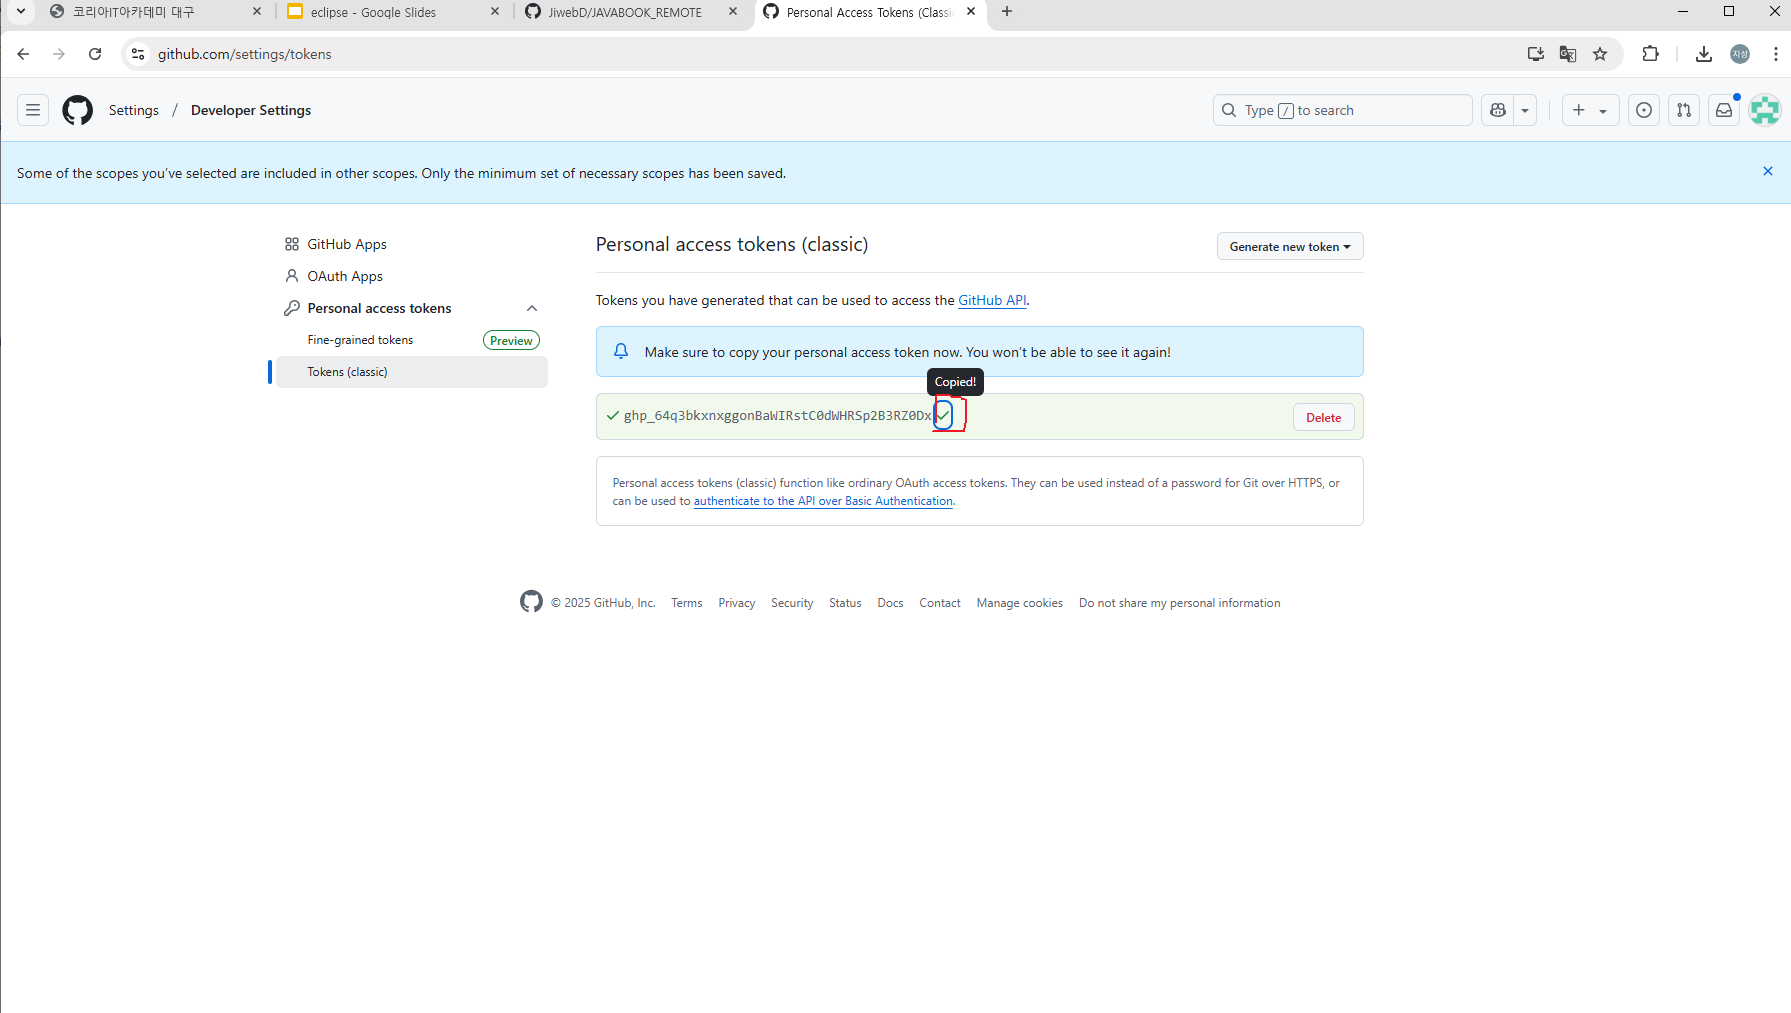 코리아IT아카데미 대구
eclipse - Google Slides
JiwebD/JAVABOOK_REMOTE
Personal Access Tokens (Classi
github.com/settings/tokens
지성
Settings / Developer Settings
Type / to search
Some of the scopes you've selected are included in other scopes. Only the minimum set of necessary scopes has been saved.
GitHub Apps
OAuth Apps
Personal access tokens
Fine-grained tokens
Preview
Tokens (classic)
Personal access tokens (classic)
Generate new token
Tokens you have generated that can be used to access the GitHub API.
Make sure to copy your personal access token now. You won't be able to see it again!
Copied!
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
Delete
Personal access tokens (classic) function like ordinary OAuth access tokens. They can be used instead of a password for Git over HTTPS, or
can be used to authenticate to the API over Basic Authentication.
© 2025 GitHub, Inc. Terms Privacy Security Status Docs Contact Manage cookies Do not share my personal information